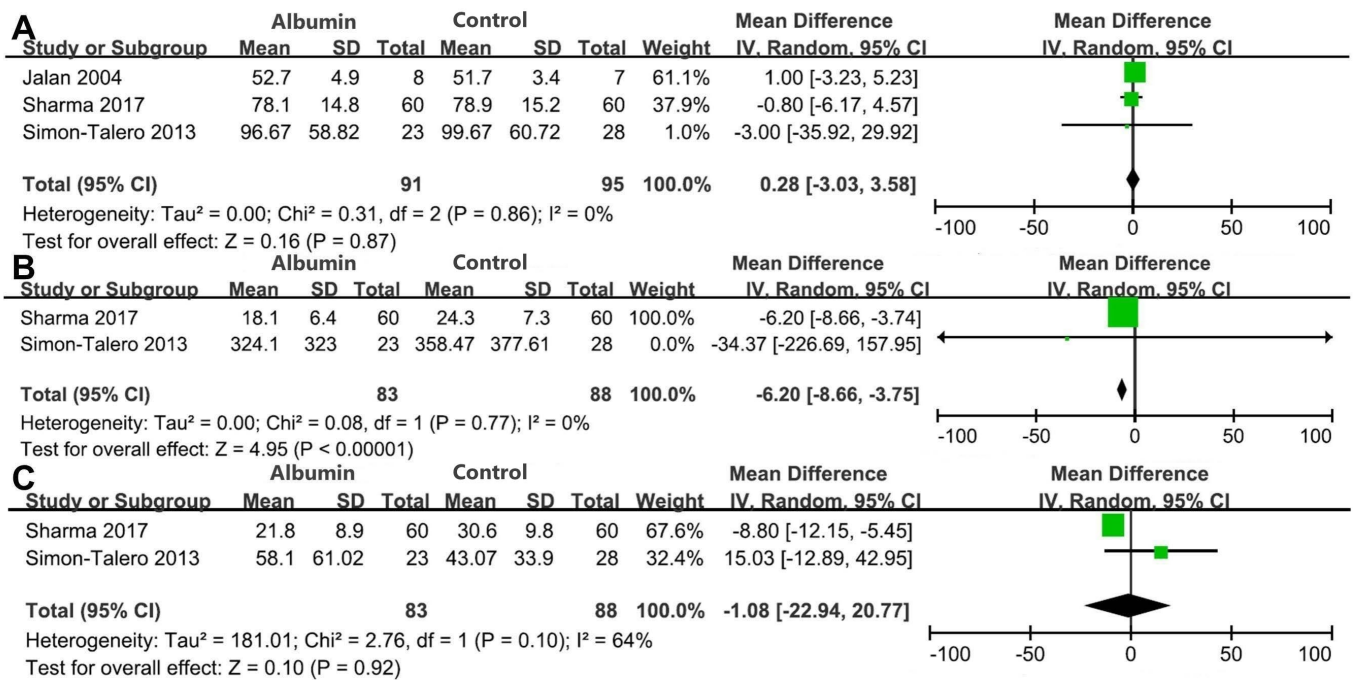 A Albumin Control Mean Difference Mean Difference
Study or Subgroup Mean SD Total Mean SD Total Weight IV, Random, 95% CI IV, Random, 95% CI
Jalan 2004 52.7 4.9 8 51.7 3.4 7 61.1% 1.00 [-3.23, 5.23]
Sharma 2017 78.1 14.8 60 78.9 15.2 60 37.9% -0.80 [-6.17, 4.57]
Simon-Talero 2013 96.67 58.82 23 99.67 60.72 28 1.0% -3.00 [-35.92, 29.92]
Total (95% CI) 91 95 100.0% 0.28 [-3.03, 3.58]
Heterogeneity: Tau² = 0.00; Chi² = 0.31, df = 2 (P = 0.86); I² = 0%
-100 -50 0 50 100
Test for overall effect: Z = 0.16 (P = 0.87)
B Albumin Control Mean Difference Mean Difference
Study or Subgroup Mean SD Total Mean SD Total Weight IV, Random, 95% CI IV, Random, 95% CI
Sharma 2017 18.1 6.4 60 24.3 7.3 60 100.0% -6.20 [-8.66, -3.74]
Simon-Talero 2013 324.1 323 23 358.47 377.61 28 0.0% -34.37 [-226.69, 157.95]
Total (95% CI) 83 88 100.0% -6.20 [-8.66, -3.75]
Heterogeneity: Tau² = 0.00; Chi² = 0.08, df = 1 (P = 0.77); I² = 0%
-100 -50 0 50 100
Test for overall effect: Z = 4.95 (P < 0.00001)
C Albumin Control Mean Difference Mean Difference
Study or Subgroup Mean SD Total Mean SD Total Weight IV, Random, 95% CI IV, Random, 95% CI
Sharma 2017 21.8 8.9 60 30.6 9.8 60 67.6% -8.80 [-12.15, -5.45]
Simon-Talero 2013 58.1 61.02 23 43.07 33.9 28 32.4% 15.03 [-12.89, 42.95]
Total (95% CI) 83 88 100.0% -1.08 [-22.94, 20.77]
Heterogeneity: Tau² = 181.01; Chi² = 2.76, df = 1 (P = 0.10); I² = 64%
-100 -50 0 50 100
Test for overall effect: Z = 0.10 (P = 0.92)